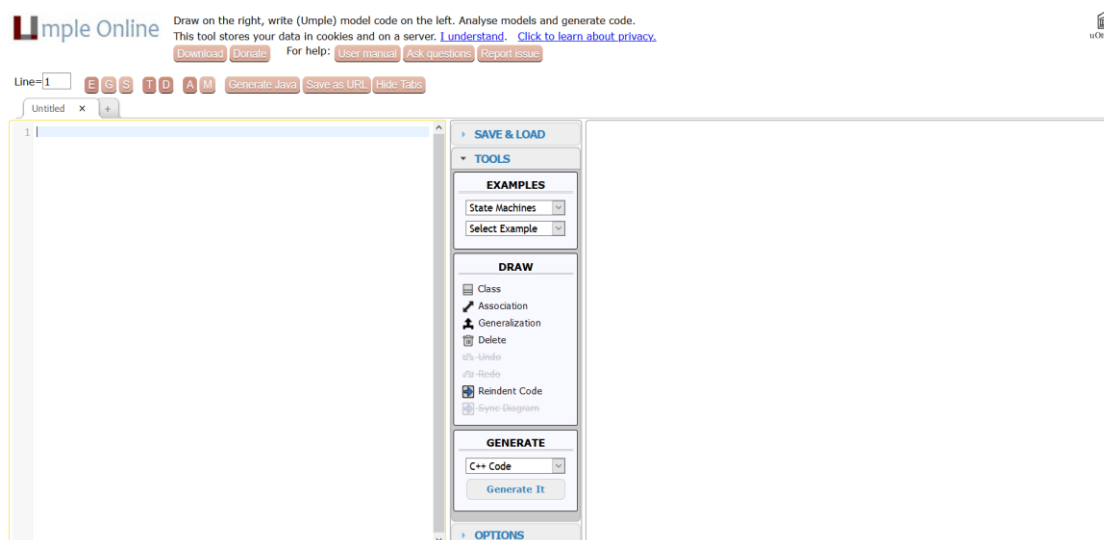 Umple Online
Draw on the right, write (Umple) model code on the left. Analyse models and generate code.
This tool stores your data in cookies and on a server. I understand. Click to learn about privacy.
Download Donate For help: User manual Ask questions Report issue
Line=1 E G S T D A M Generate Java Save as URL Hide Tabs
Untitled x +
1
SAVE & LOAD
TOOLS
EXAMPLES
State Machines
Select Example
DRAW
Class
Association
Generalization
Delete
Undo
Redo
Reindent Code
Sync Diagram
GENERATE
C++ Code
Generate It
OPTIONS